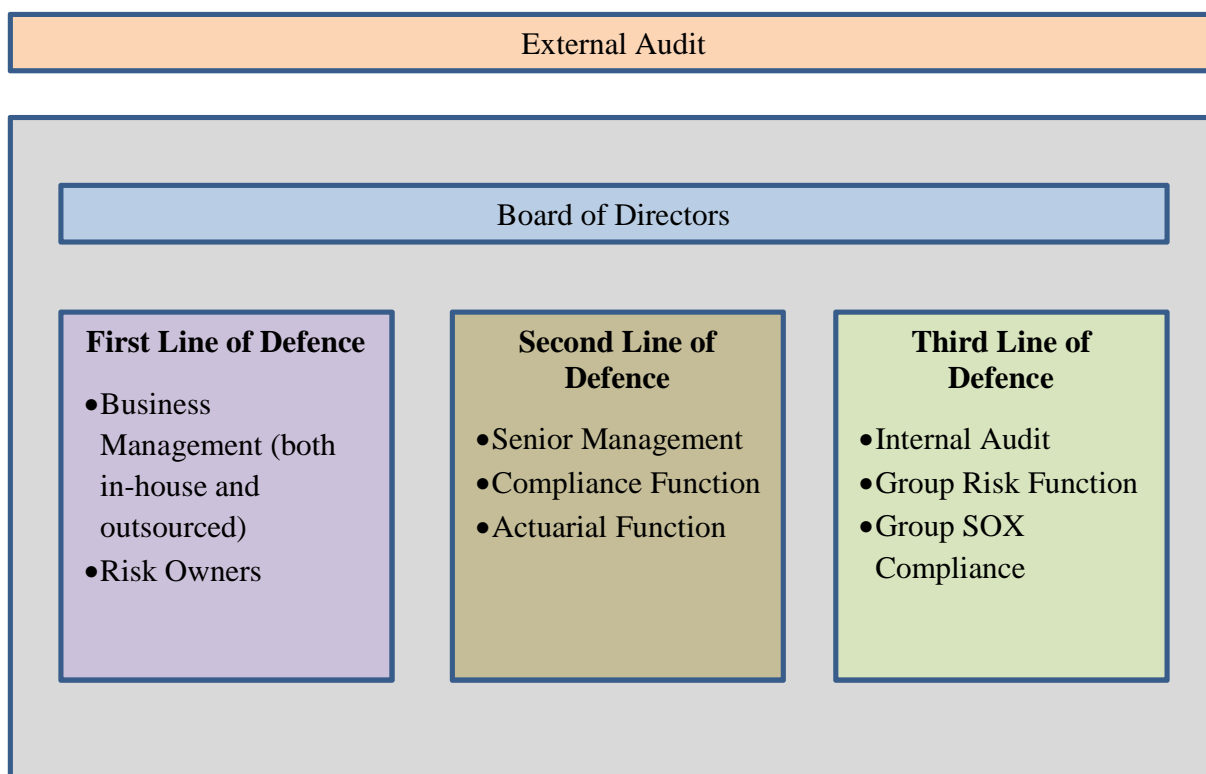 External Audit
Board of Directors
First Line of Defence
•Business
Management (both
in-house and
outsourced)
•Risk Owners
Second Line of
Defence
•Senior Management
•Compliance Function
•Actuarial Function
Third Line of
Defence
•Internal Audit
•Group Risk Function
•Group SOX
Compliance